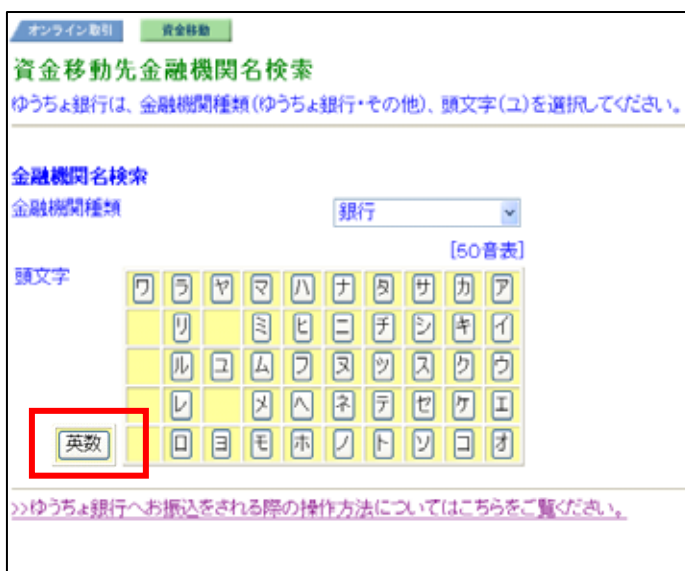 オンライン取引 資金移動
資金移動先金融機関名検索
ゆうちょ銀行は、金融機関種類(ゆうちょ銀行・その他)、頭文字(ユ)を選択してください。
金融機関名検索
金融機関種類 銀行
[50音表]
頭文字 ワ ラ ヤ マ ハ ナ タ サ カ ア
リ ミ ヒ ニ チ シ キ イ
ル ユ ム フ ヌ ツ ス ク ウ
レ メ ヘ ネ テ セ ケ エ
英数 ロ ヨ モ ホ ノ ト ソ コ オ
>>ゆうちょ銀行へお振込をされる際の操作方法についてはこちらをご覧ください。